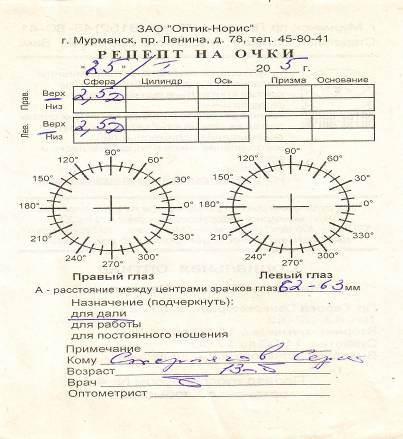 ЗАО "Оптик-Норис"
г. Мурманск, пр. Ленина, д. 78, тел. 45-80-41
РЕЦЕПТ НА ОЧКИ
"25" II 20 5 г.
Сфера Цилиндр Ось Призма Основание
Прав. Верх 2,5D
Низ
Лев. Верх 2,5D
Низ
90° 90°
120° 60° 120° 60°
150° 30° 150° 30°
180° 0° 180° 0°
210° 330° 210° 330°
240° 270° 300° 240° 270° 300°
Правый глаз Левый глаз
А - расстояние между центрами зрачков глаз 62-63 мм
Назначение (подчеркнуть):
для дали
для работы
для постоянного ношения
Примечание
Кому
Возраст
Врач
Оптометрист